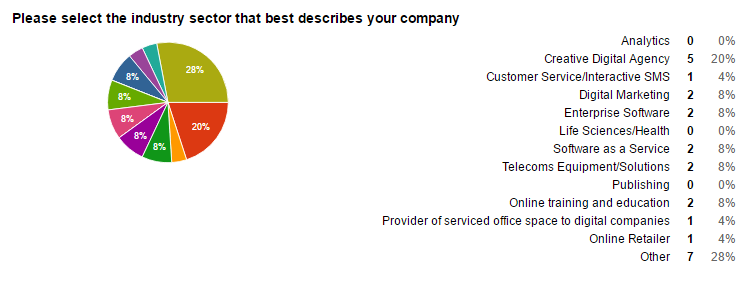 Please select the industry sector that best describes your company
28%
20%
8%
8%
8%
8%
8%
Analytics 0 0%
Creative Digital Agency 5 20%
Customer Service/Interactive SMS 1 4%
Digital Marketing 2 8%
Enterprise Software 2 8%
Life Sciences/Health 0 0%
Software as a Service 2 8%
Telecoms Equipment/Solutions 2 8%
Publishing 0 0%
Online training and education 2 8%
Provider of serviced office space to digital companies 1 4%
Online Retailer 1 4%
Other 7 28%